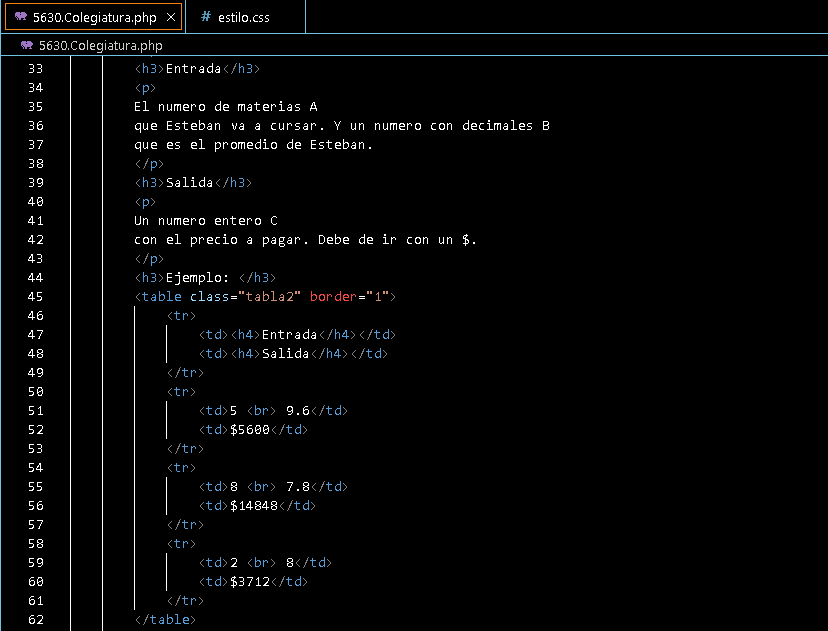 5630.Colegiatura.php × # estilo.css
5630.Colegiatura.php
33 <h3>Entrada</h3>
34 <p>
35 El numero de materias A
36 que Esteban va a cursar. Y un numero con decimales B
37 que es el promedio de Esteban.
38 </p>
39 <h3>Salida</h3>
40 <p>
41 Un numero entero C
42 con el precio a pagar. Debe de ir con un $.
43 </p>
44 <h3>Ejemplo: </h3>
45 <table class="tabla2" border="1">
46 <tr>
47 <td><h4>Entrada</h4></td>
48 <td><h4>Salida</h4></td>
49 </tr>
50 <tr>
51 <td>5 <br> 9.6</td>
52 <td>$5600</td>
53 </tr>
54 <tr>
55 <td>8 <br> 7.8</td>
56 <td>$14848</td>
57 </tr>
58 <tr>
59 <td>2 <br> 8</td>
60 <td>$3712</td>
61 </tr>
62 </table>